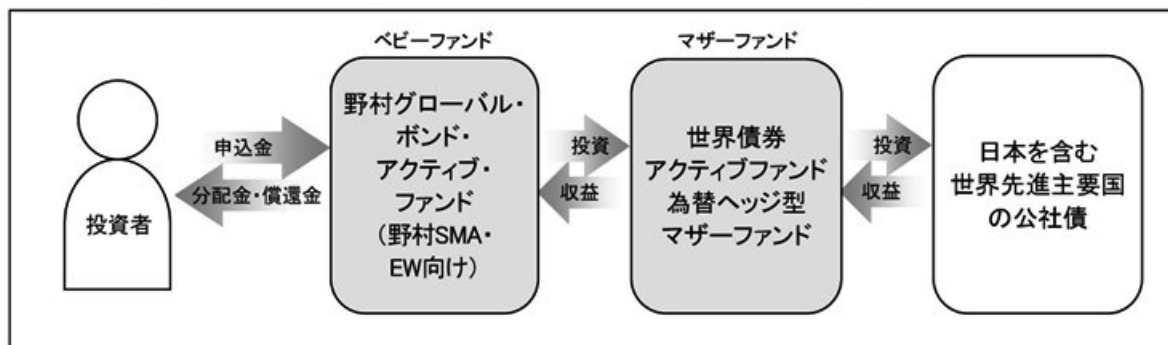 ベビーファンド
マザーファンド
投資者
申込金
分配金・償還金
野村グローバル・
ボンド・
アクティブ・
ファンド
（野村SMA・
EW向け）
投資
収益
世界債券
アクティブファンド
為替ヘッジ型
マザーファンド
投資
収益
日本を含む
世界先進主要国
の公社債